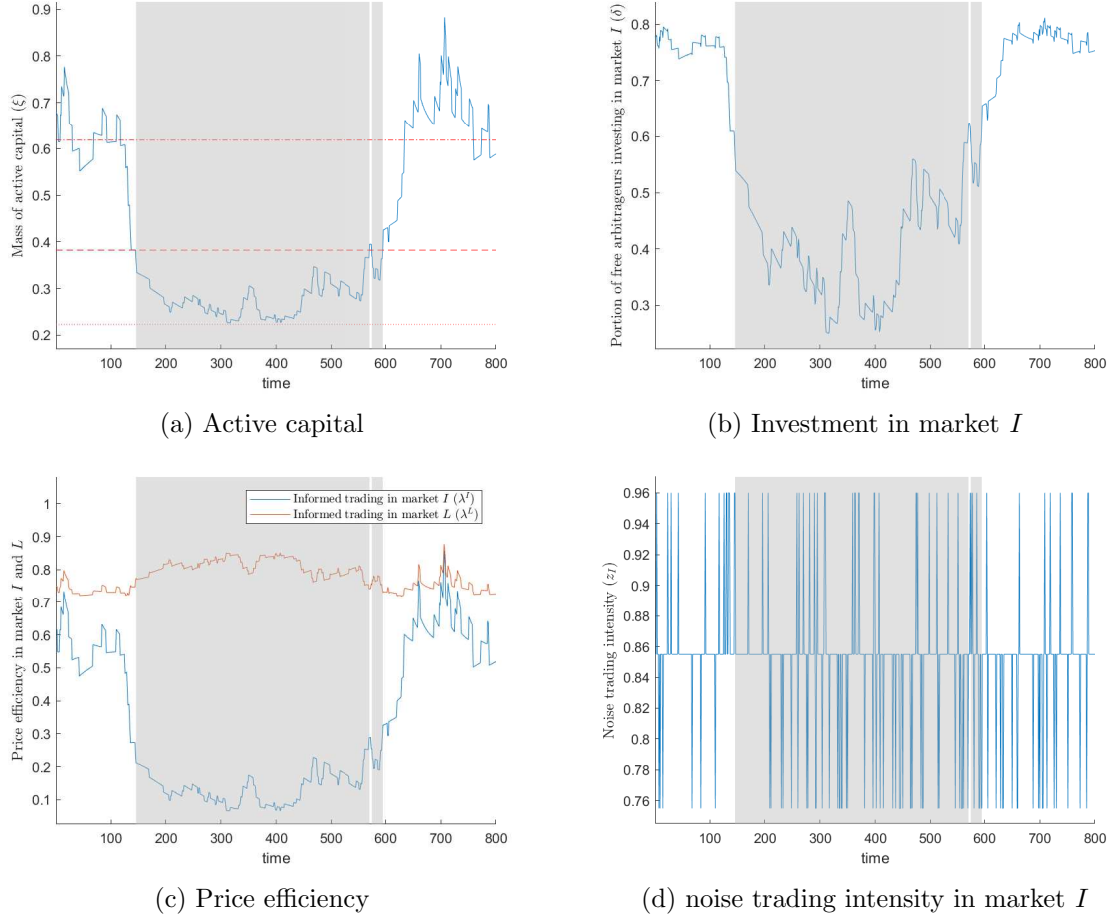 0.9
0.8
0.7
0.6
0.5
0.4
0.3
0.2
Mass of active capital (ξ)
100 200 300 400 500 600 700 800
time
(a) Active capital
0.8
0.7
0.6
0.5
0.4
0.3
Portion of free arbitrageurs investing in market I (δ)
100 200 300 400 500 600 700 800
time
(b) Investment in market I
1
0.9
0.8
0.7
0.6
0.5
0.4
0.3
0.2
0.1
Price efficiency in market I and L
Informed trading in market I (λ^I)
Informed trading in market L (λ^L)
100 200 300 400 500 600 700 800
time
(c) Price efficiency
0.96
0.94
0.92
0.9
0.88
0.86
0.84
0.82
0.8
0.76
Noise trading intensity (z_I)
100 200 300 400 500 600 700 800
time
(d) noise trading intensity in market I